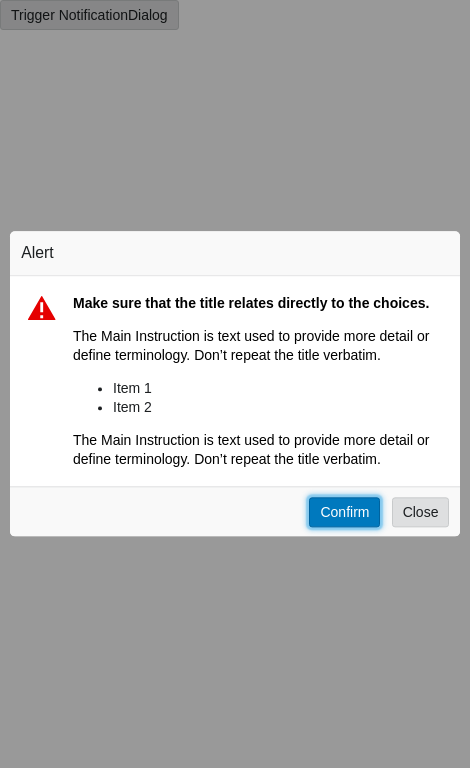 Trigger NotificationDialog
Alert
Make sure that the title relates directly to the choices.
The Main Instruction is text used to provide more detail or
define terminology. Don’t repeat the title verbatim.
• Item 1
• Item 2
The Main Instruction is text used to provide more detail or
define terminology. Don’t repeat the title verbatim.
Confirm Close